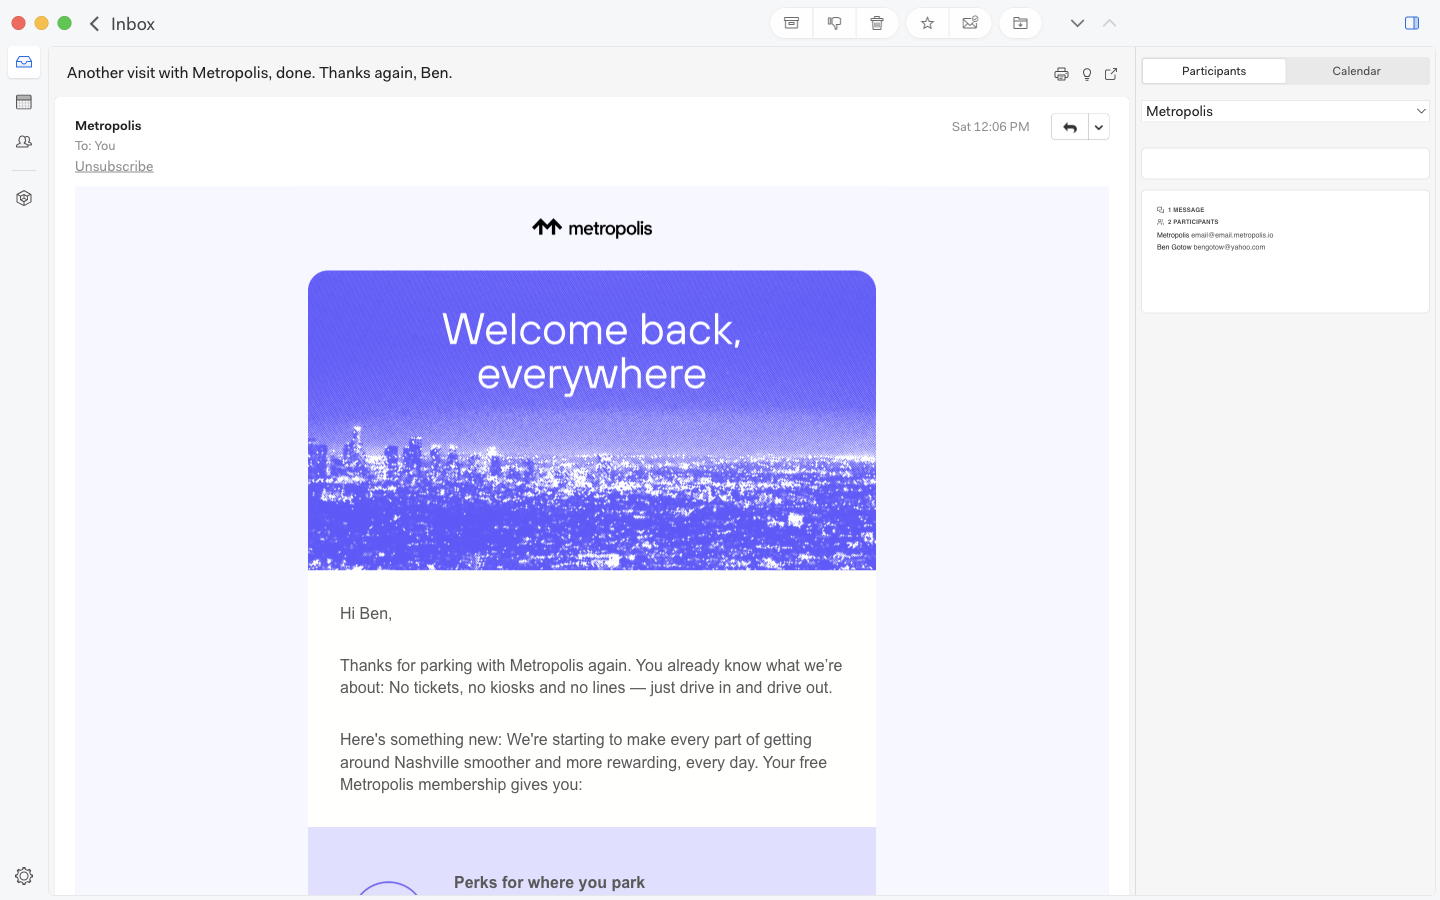 Inbox
Another visit with Metropolis, done. Thanks again, Ben.
Metropolis
Sat 12:06 PM
To: You
Unsubscribe
metropolis
Welcome back,
everywhere
Hi Ben,
Thanks for parking with Metropolis again. You already know what we’re
about: No tickets, no kiosks and no lines — just drive in and drive out.
Here's something new: We're starting to make every part of getting
around Nashville smoother and more rewarding, every day. Your free
Metropolis membership gives you:
Perks for where you park
Participants
Calendar
Metropolis
1 MESSAGE
2 PARTICIPANTS
Metropolis email@email.metropolis.io
Ben Gotow bengotow@yahoo.com